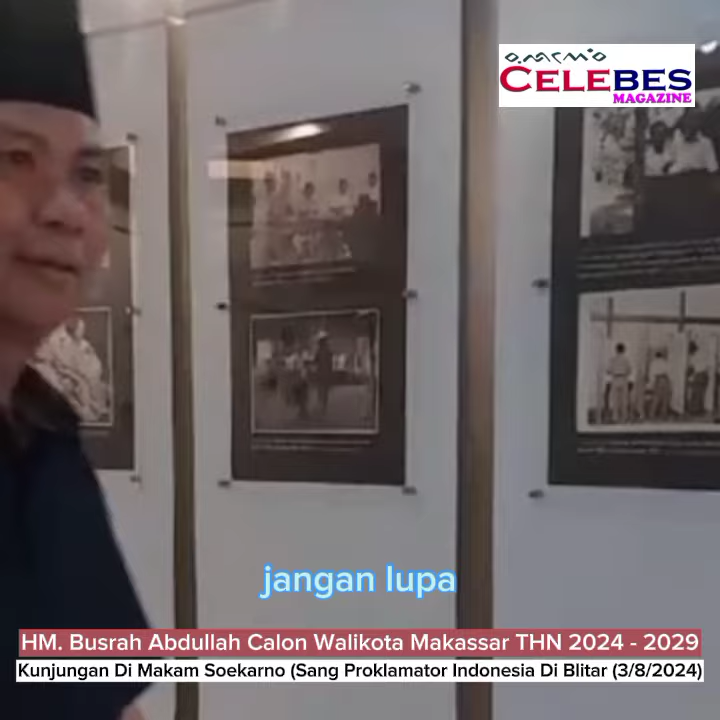 CELEBES
MAGAZINE
jangan lupa
HM. Busrah Abdullah Calon Walikota Makassar THN 2024 - 2029
Kunjungan Di Makam Soekarno (Sang Proklamator Indonesia Di Blitar (3/8/2024)